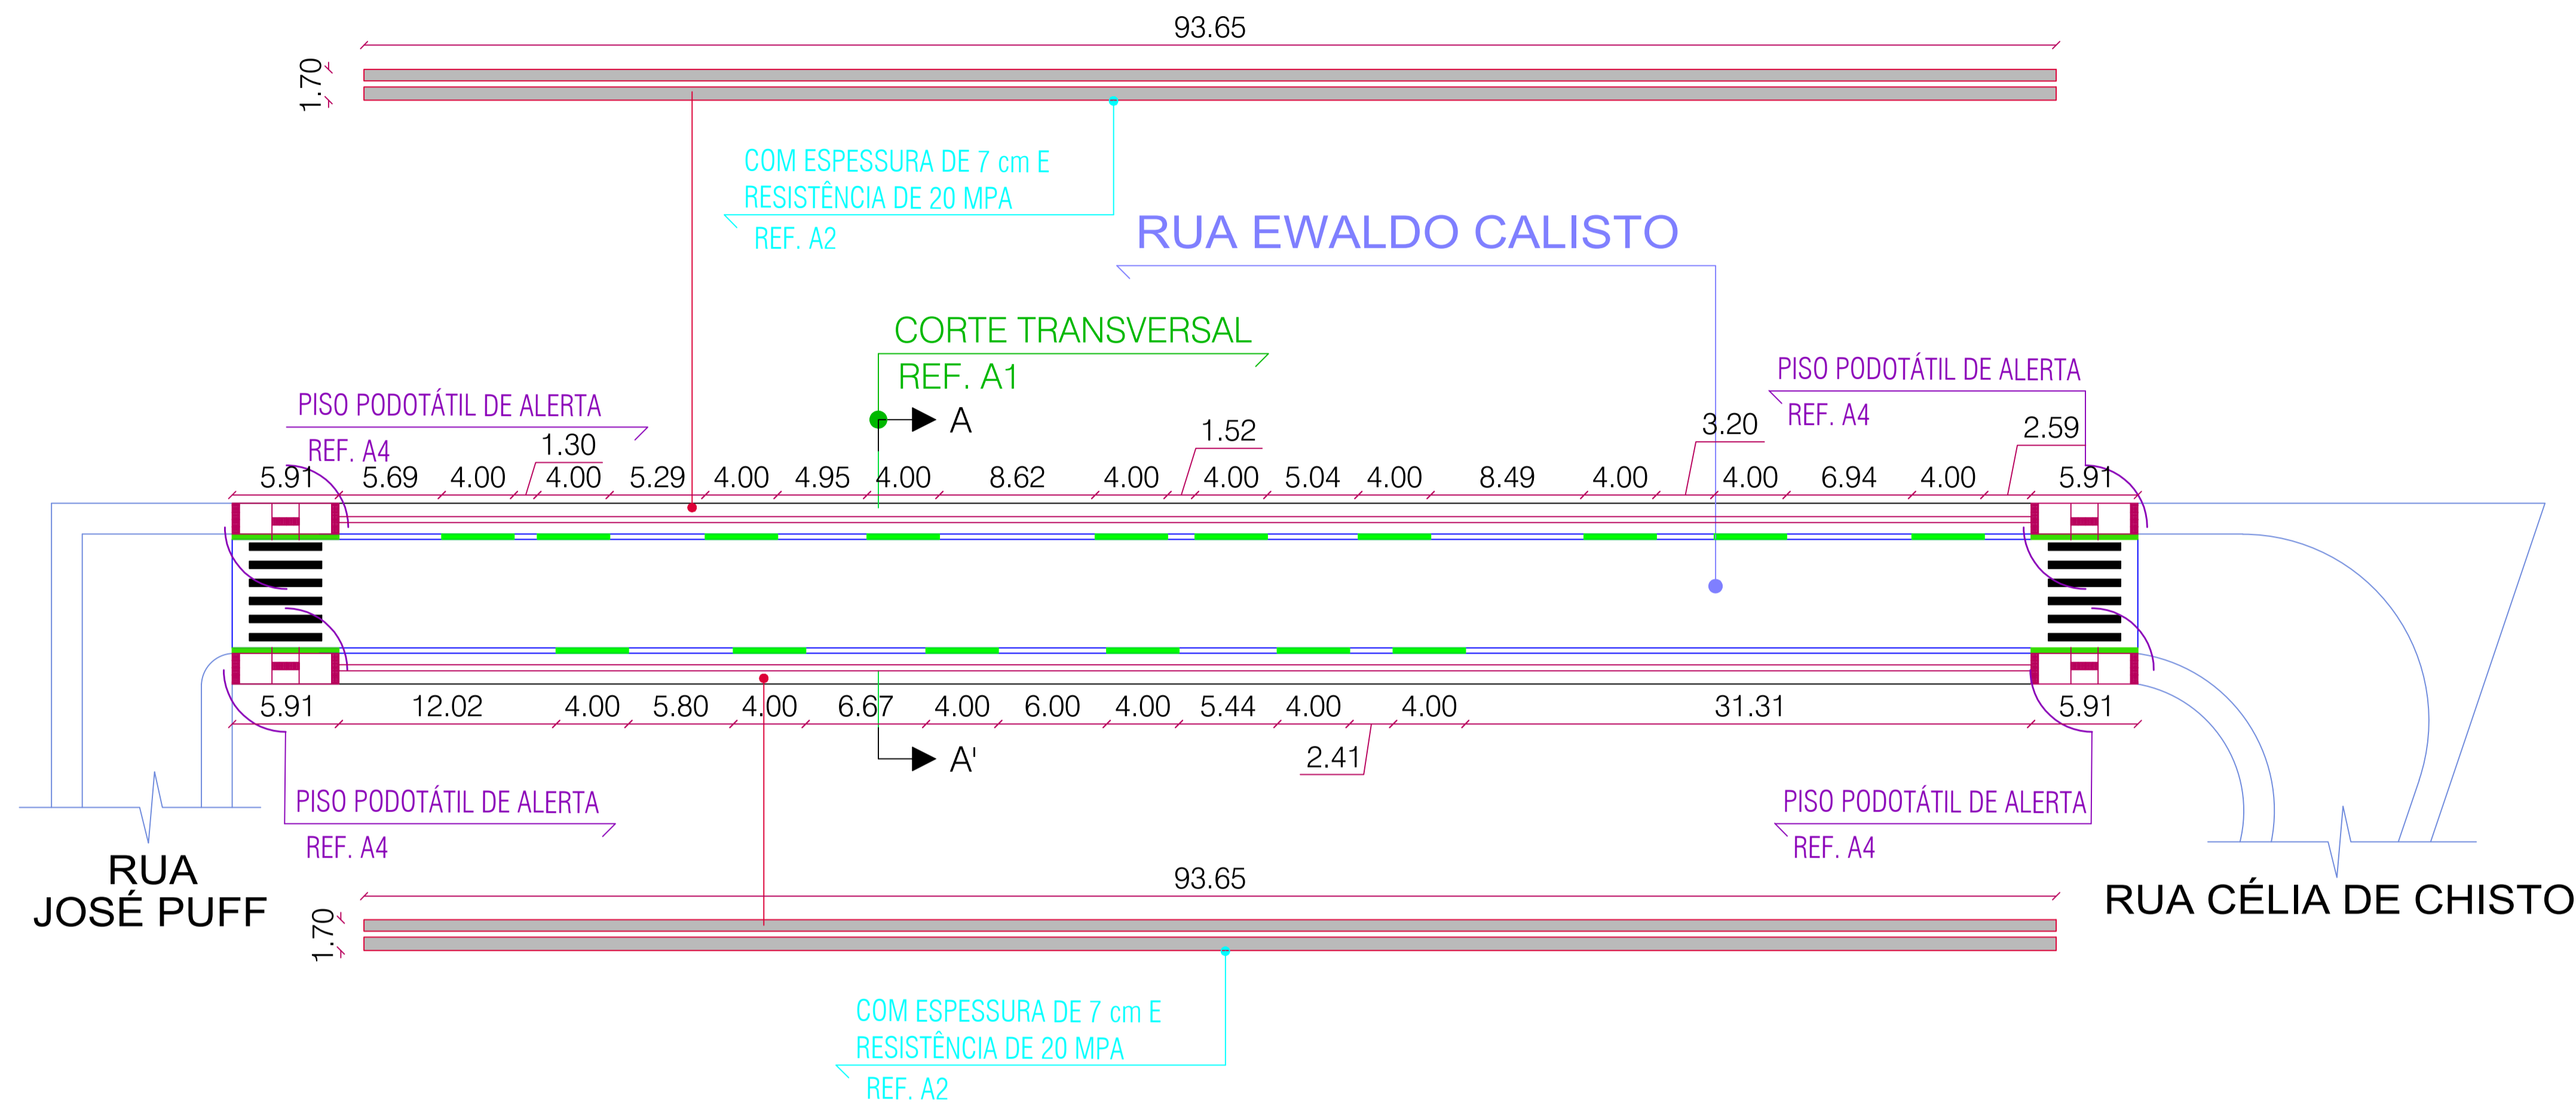 93.65
1.70
COM ESPESSURA DE 7 cm E
RESISTÊNCIA DE 20 MPA
REF. A2
RUA EWALDO CALISTO
CORTE TRANSVERSAL
REF. A1
A
PISO PODOTÁTIL DE ALERTA
REF. A4
PISO PODOTÁTIL DE ALERTA
REF. A4
1.30
1.52
3.20
2.59
5.91 5.69 4.00 4.00 5.29 4.00 4.95 4.00 8.62 4.00 4.00 5.04 4.00 8.49 4.00 4.00 6.94 4.00 5.91
5.91 12.02 4.00 5.80 4.00 6.67 4.00 6.00 4.00 5.44 4.00 4.00 31.31 5.91
2.41
A'
PISO PODOTÁTIL DE ALERTA
REF. A4
PISO PODOTÁTIL DE ALERTA
REF. A4
RUA
JOSÉ PUFF
RUA CÉLIA DE CHISTO
93.65
1.70
COM ESPESSURA DE 7 cm E
RESISTÊNCIA DE 20 MPA
REF. A2